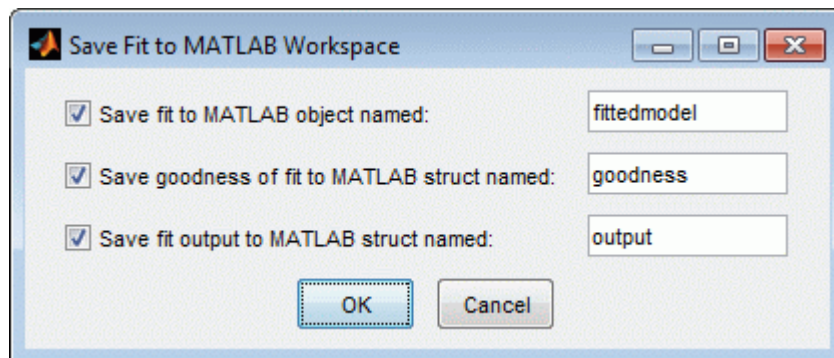 Save Fit to MATLAB Workspace
Save fit to MATLAB object named: fittedmodel
Save goodness of fit to MATLAB struct named: goodness
Save fit output to MATLAB struct named: output
OK Cancel